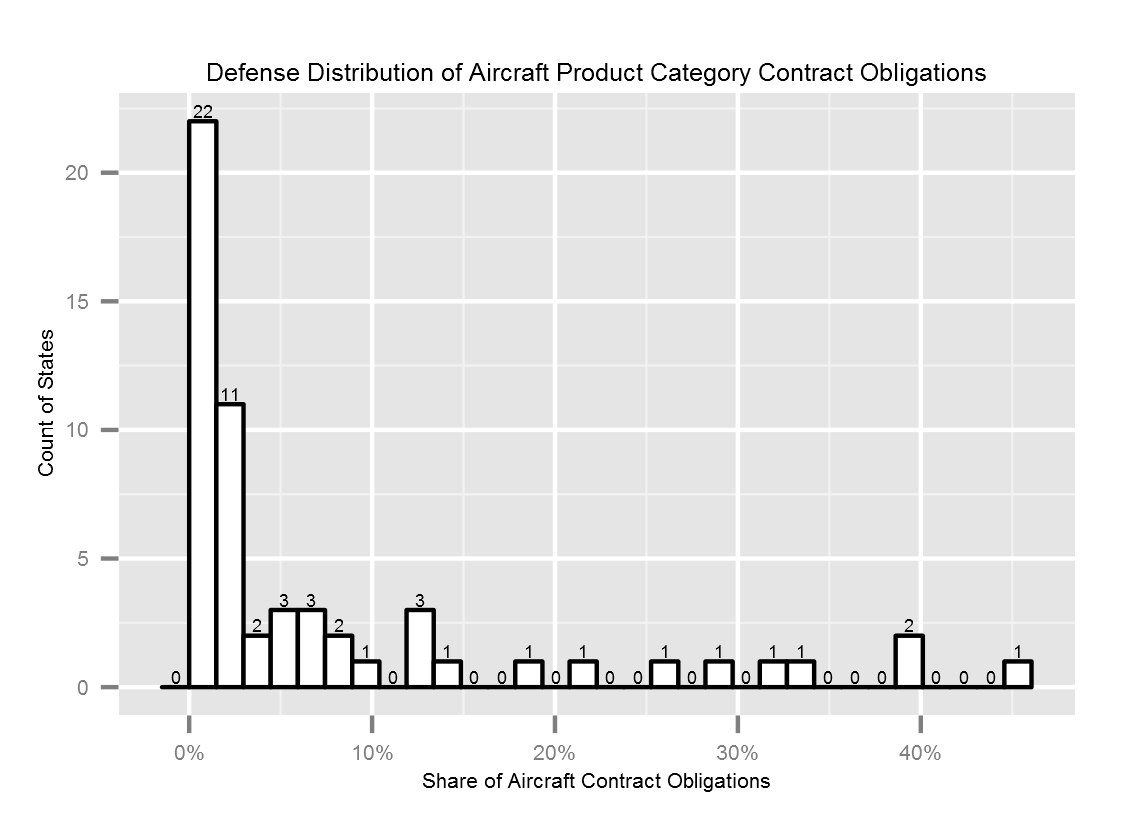 Defense Distribution of Aircraft Product Category Contract Obligations
22
20
15
11
10
5
3 3 3
2 2 2
1 1 1 1 1 1 1 1 1
0 0 0 0 0 0 0 0 0 0 0 0 0 0 0 0
0
0% 10% 20% 30% 40%
Share of Aircraft Contract Obligations
Count of States